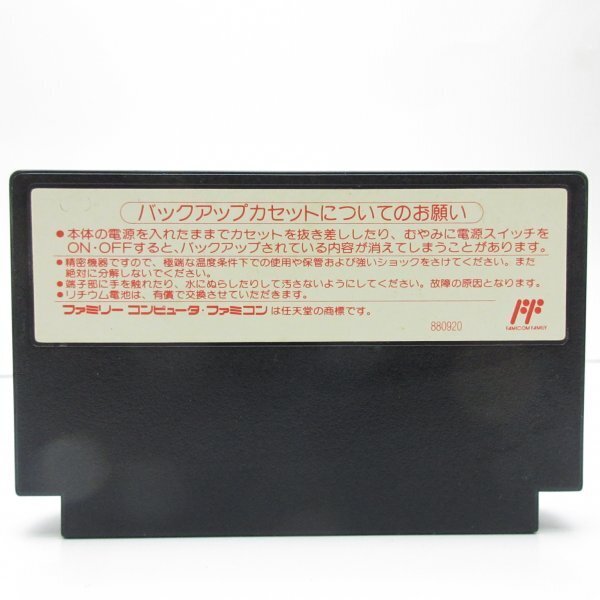 バックアップカセットについてのお願い
●本体の電源を入れたままでカセットを抜き差ししたり、むやみに電源スイッチを
ON・OFFすると、バックアップされている内容が消えてしまうことがあります。
●精密機器ですので、極端な温度条件下での使用や保管および強いショックをさけてください。また
絶対に分解しないでください。
●端子部に手を触れたり、水にぬらしたりして汚さないようにしてください。故障の原因となります。
●リチウム電池は、有償で交換させていただきます。
ファミリー コンピュータ・ファミコンは任天堂の商標です。
880920
FAMICOM FAMILY